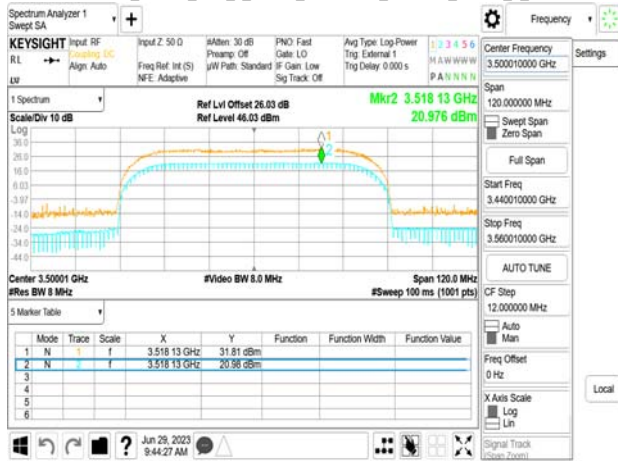 Spectrum Analyzer 1
Swept SA
+
Frequency
KEYSIGHT
RL
Input: RF
Coupling: DC
Align: Auto
Input Z: 50 Ω
Freq Ref: Int (S)
NFE: Adaptive
#Atten: 30 dB
Preamp: Off
µW Path: Standard
PNO: Fast
Gate: LO
IF Gain: Low
Sig Track: Off
Avg Type: Log-Power
Trig: External 1
Trig Delay: 0.000 s
1 2 3 4 5 6
M A W W W W
P A N N N N
1 Spectrum
Scale/Div 10 dB
Ref Lvl Offset 26.03 dB
Ref Level 46.03 dBm
Mkr2 3.518 13 GHz
20.976 dBm
Log
36.0
26.0
16.0
6.03
-3.97
-14.0
-24.0
-34.0
-44.0
1
2
Center 3.50001 GHz
#Res BW 8 MHz
#Video BW 8.0 MHz
Span 120.0 MHz
#Sweep 100 ms (1001 pts)
5 Marker Table
Mode Trace Scale X Y Function Function Width Function Value
1 N 1 f 3.518 13 GHz 31.81 dBm
2 N 2 f 3.518 13 GHz 20.98 dBm
3
4
5
6
?
Jun 29, 2023
9:44:27 AM
Center Frequency
3.500010000 GHz
Span
120.000000 MHz
Swept Span
Zero Span
Full Span
Start Freq
3.440010000 GHz
Stop Freq
3.560010000 GHz
AUTO TUNE
CF Step
12.000000 MHz
Auto
Man
Freq Offset
0 Hz
X Axis Scale
Log
Lin
Signal Track
(Span Zoom)
Settings
Local